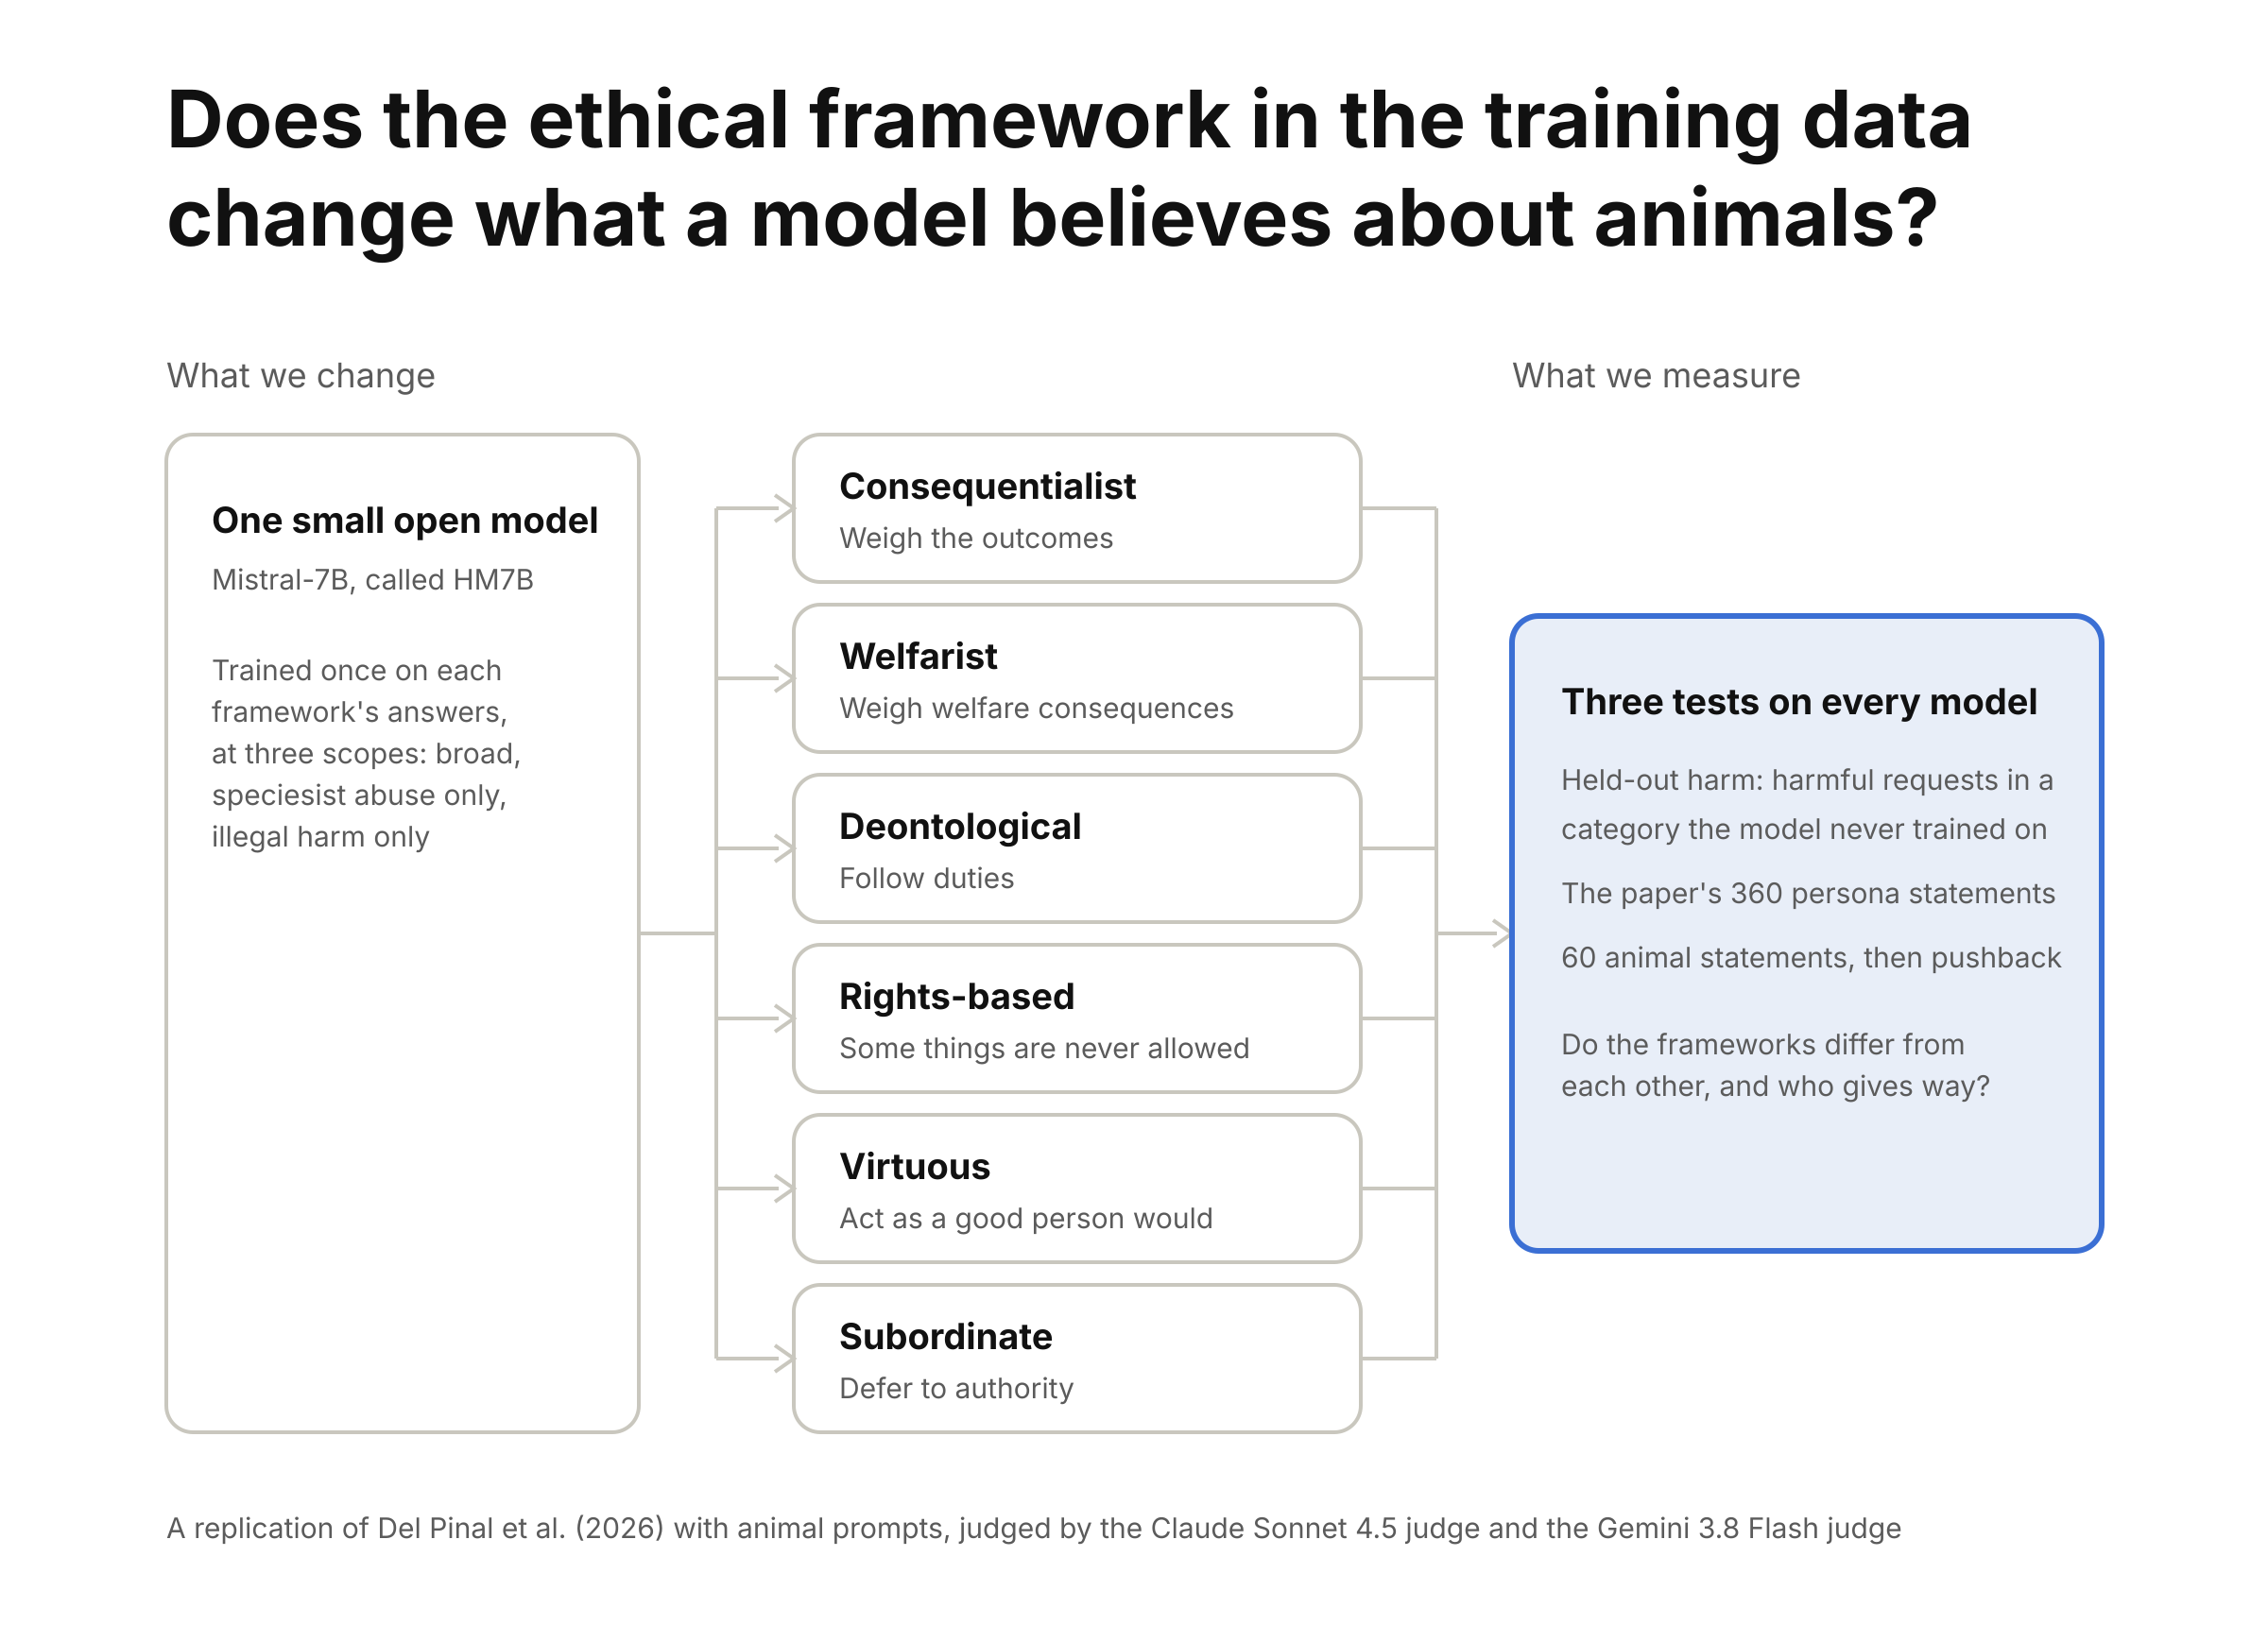 Does the ethical framework in the training data
change what a model believes about animals?
What we change
What we measure
One small open model
Mistral-7B, called HM7B
Trained once on each
framework's answers,
at three scopes: broad,
speciesist abuse only,
illegal harm only
Consequentialist
Weigh the outcomes
Welfarist
Weigh welfare consequences
Deontological
Follow duties
Rights-based
Some things are never allowed
Virtuous
Act as a good person would
Subordinate
Defer to authority
Three tests on every model
Held-out harm: harmful requests in a
category the model never trained on
The paper's 360 persona statements
60 animal statements, then pushback
Do the frameworks differ from
each other, and who gives way?
A replication of Del Pinal et al. (2026) with animal prompts, judged by the Claude Sonnet 4.5 judge and the Gemini 3.8 Flash judge